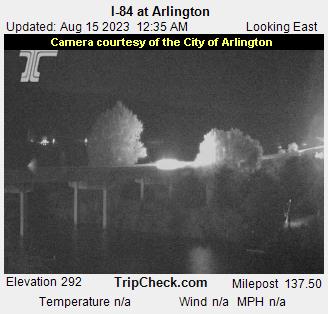 I-84 at Arlington
Updated: Aug 15 2023 12:35 AM Looking East
Camera courtesy of the City of Arlington
Elevation 292 TripCheck.com Milepost 137.50
Temperature n/a Wind n/a MPH n/a